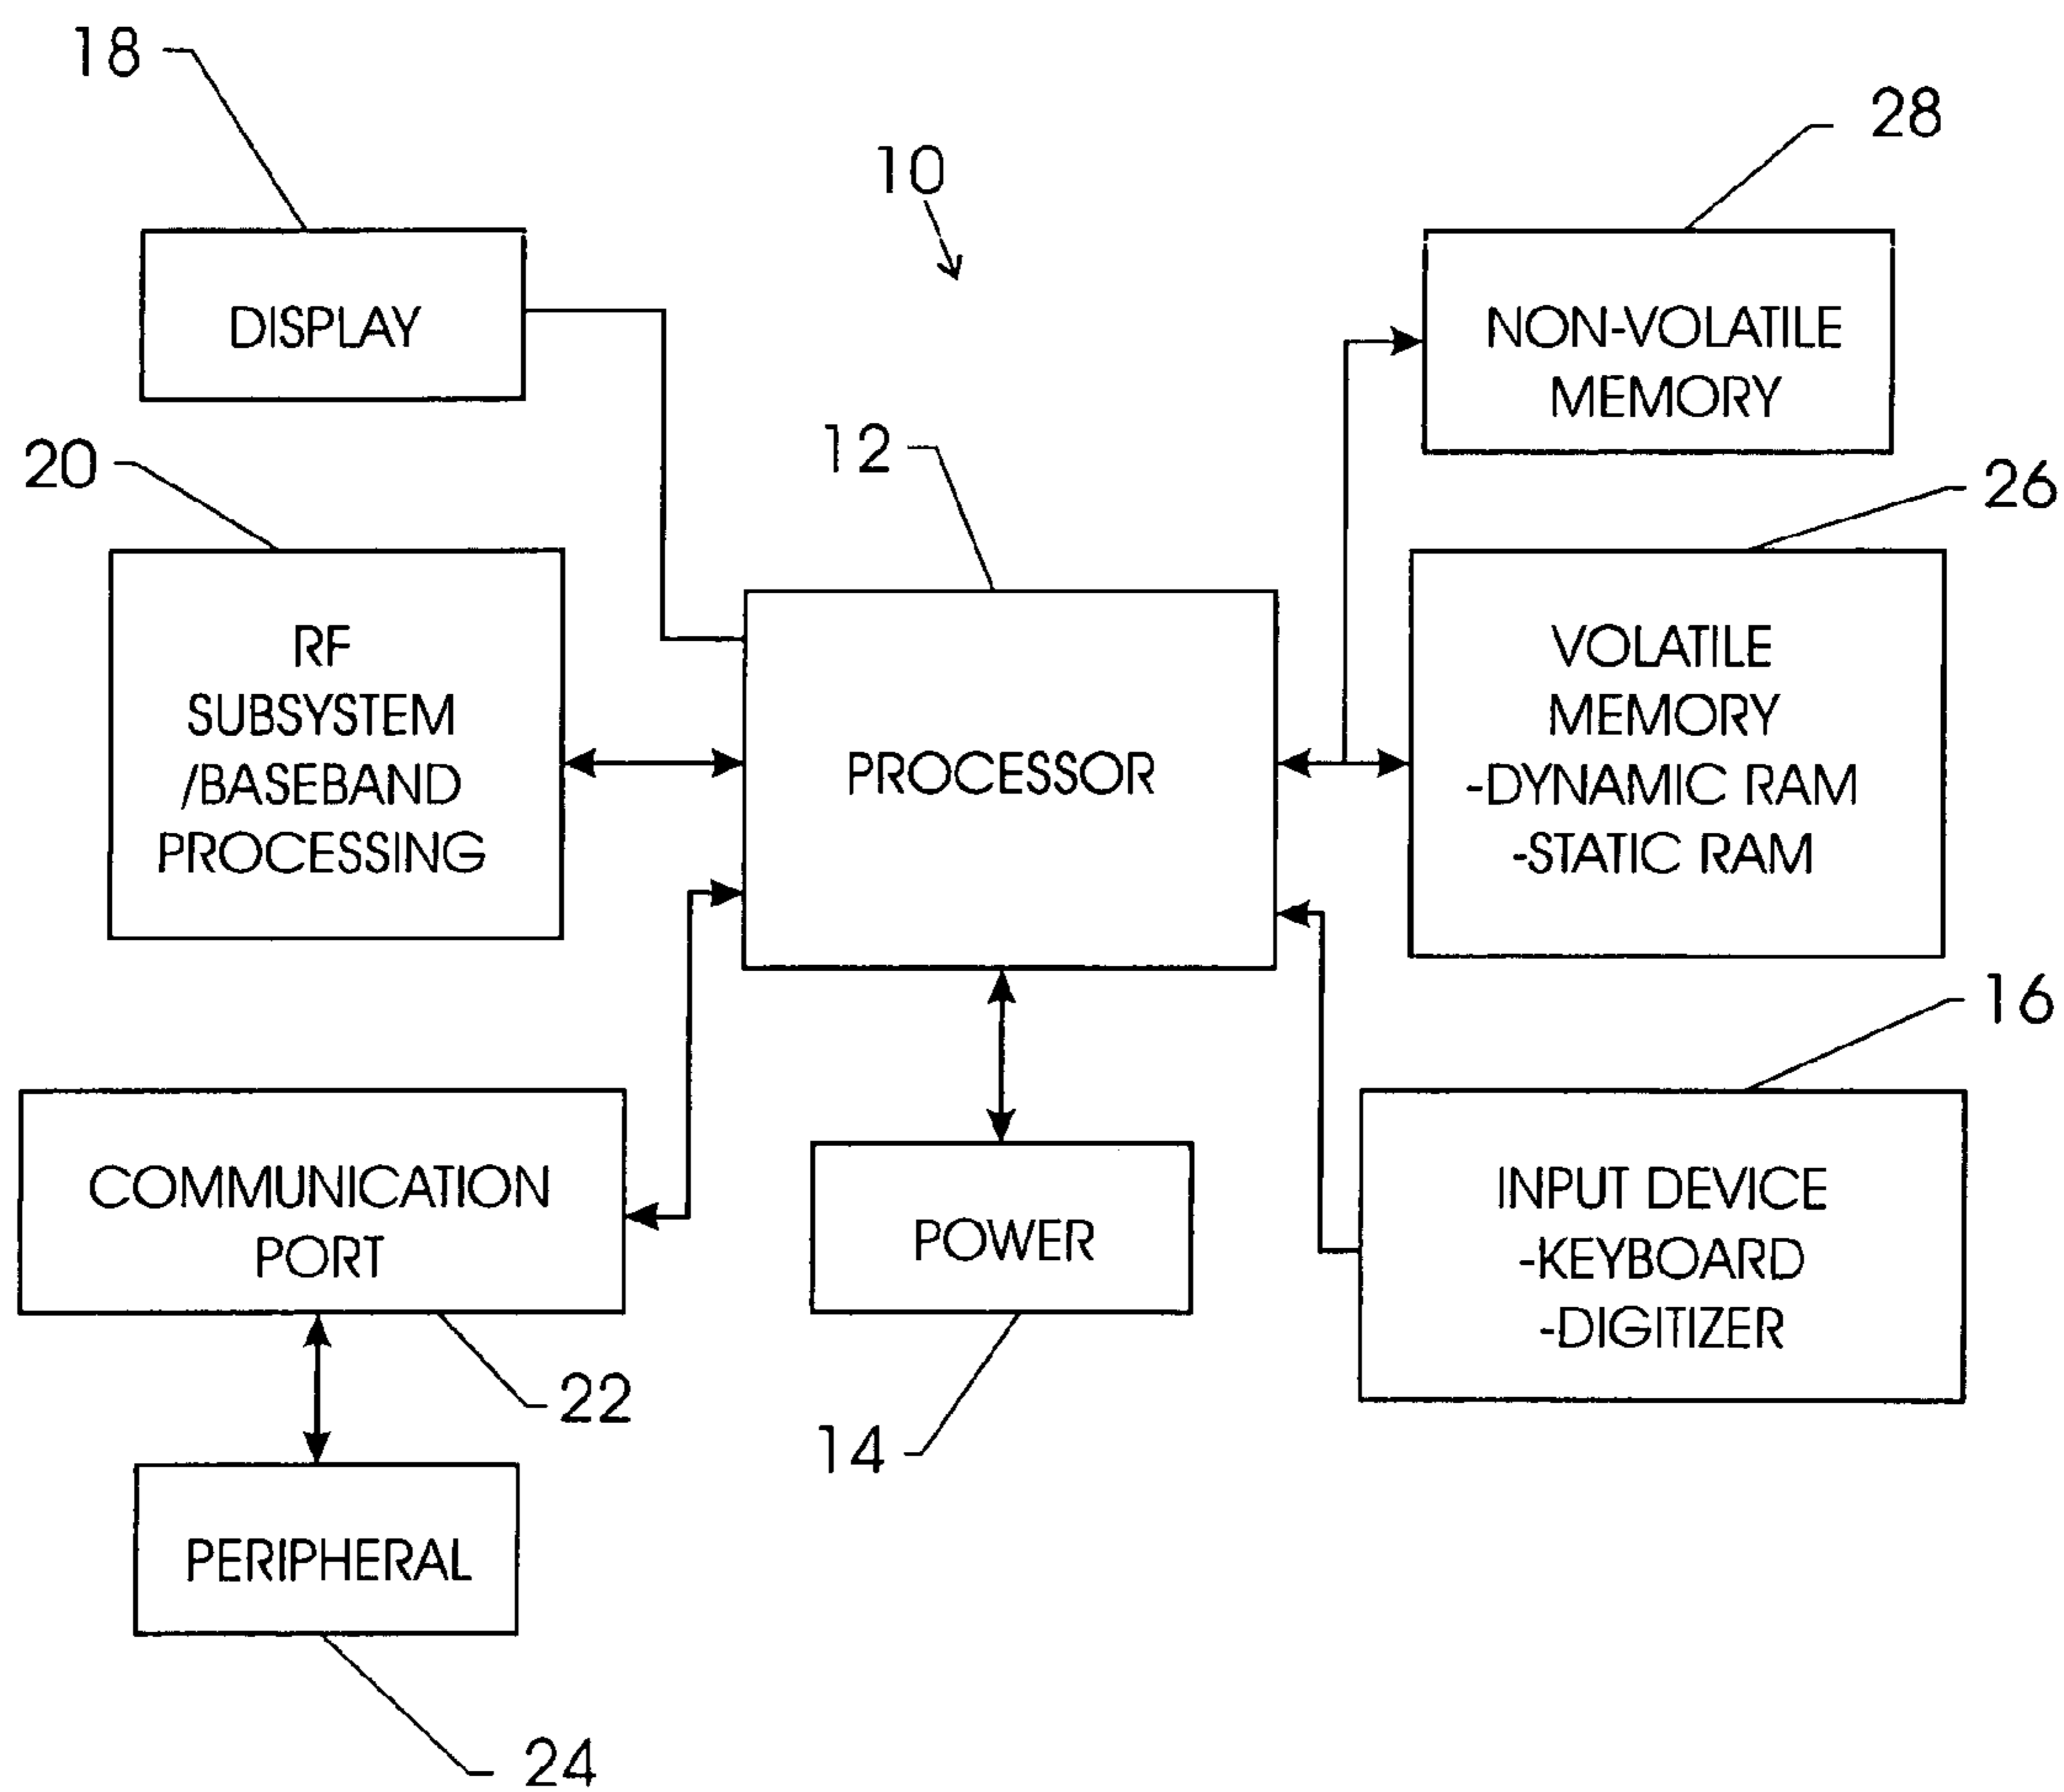 18
28
10
DISPLAY
NON-VOLATILE
MEMORY
12
20
26
RF
SUBSYSTEM
/BASEBAND
PROCESSING
PROCESSOR
VOLATILE
MEMORY
-DYNAMIC RAM
-STATIC RAM
16
COMMUNICATION
PORT
POWER
INPUT DEVICE
-KEYBOARD
-DIGITIZER
22
14
PERIPHERAL
24